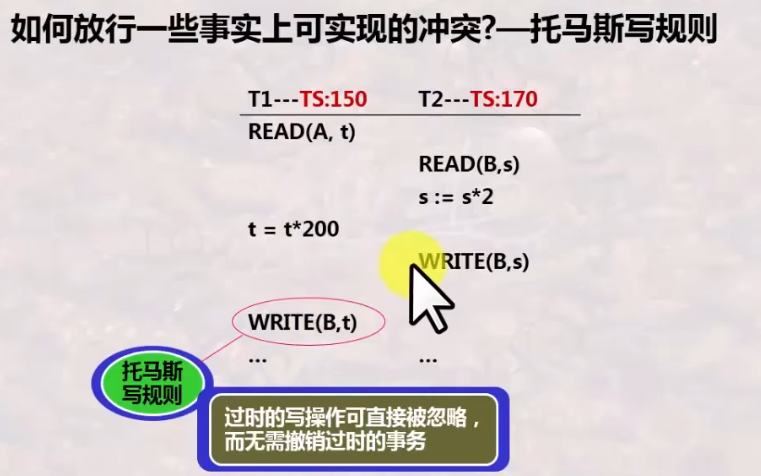 如何放行一些事实上可实现的冲突?—托马斯写规则
T1---TS:150 T2---TS:170
READ(A, t)
READ(B,s)
s := s*2
t = t*200
WRITE(B,s)
WRITE(B,t)
... ...
托马斯
写规则
过时的写操作可直接被忽略，
而无需撤销过时的事务